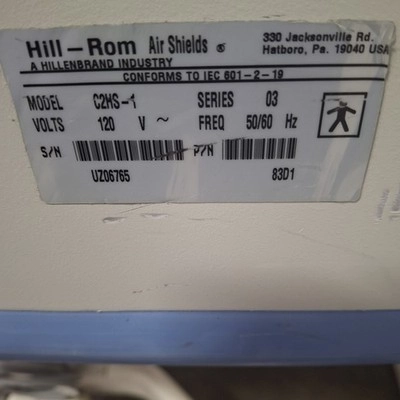 Hill-Rom Air Shields ®
330 Jacksonville Rd.
Hatboro, Pa. 19040 USA
A HILLENBRAND INDUSTRY
CONFORMS TO IEC 601-2-19
MODEL C2HS-1 SERIES 03
VOLTS 120 V ~ FREQ 50/60 Hz
S/N P/N
UZ06765 83D1